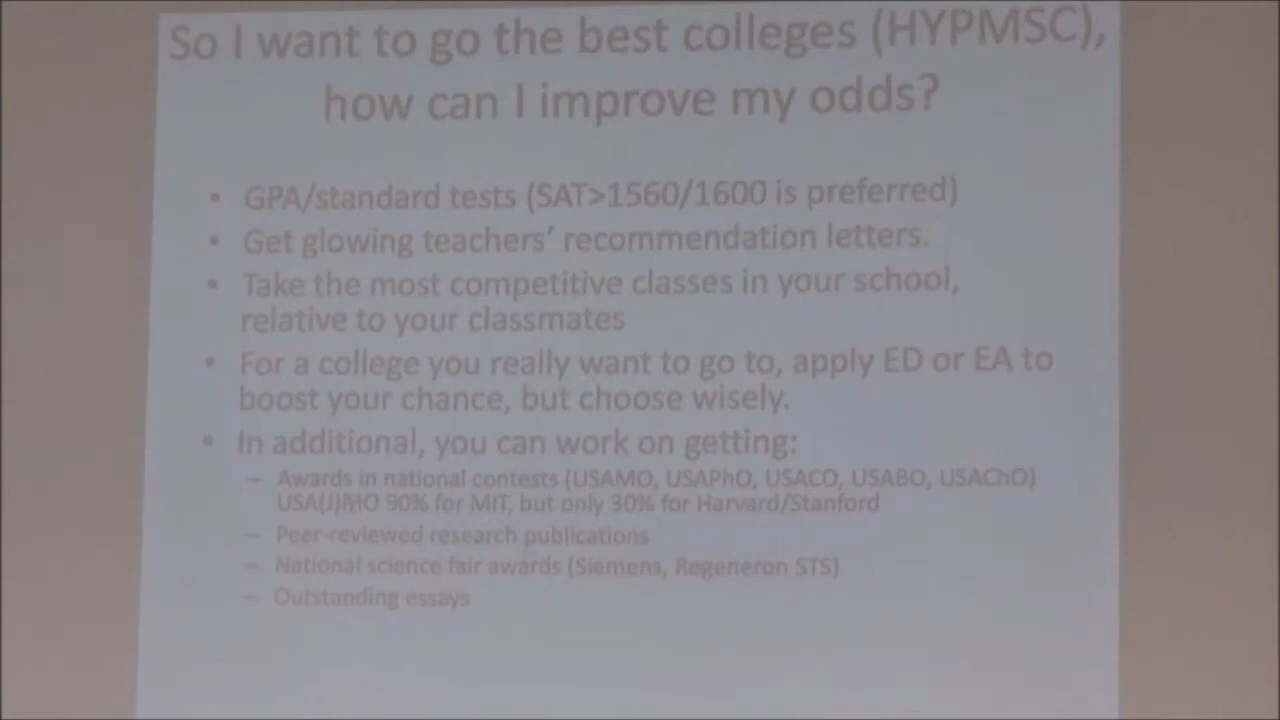 So I want to go the best colleges (HYPMSC),
how can I improve my odds?
• GPA/standard tests (SAT>1560/1600 is preferred)
• Get glowing teachers' recommendation letters.
• Take the most competitive classes in your school,
relative to your classmates
• For a college you really want to go to, apply ED or EA to
boost your chance, but choose wisely.
• In additional, you can work on getting:
– Awards in national contests (USAMO, USAPhO, USACO, USABO, USAChO)
USA(J)MO 90% for MIT, but only 30% for Harvard/Stanford
– Peer-reviewed research publications
– National science fair awards (Siemens, Regeneron STS)
– Outstanding essays